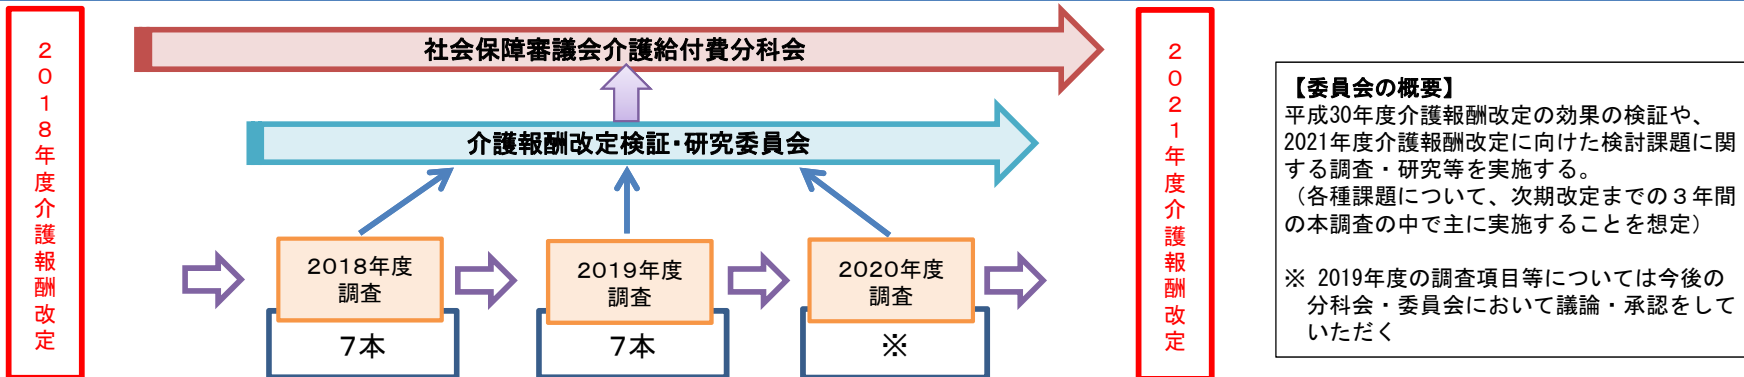 2018年度介護報酬改定
社会保障審議会介護給付費分科会
介護報酬改定検証・研究委員会
2018年度
調査
7本
2019年度
調査
7本
2020年度
調査
※
2021年度介護報酬改定
【委員会の概要】
平成30年度介護報酬改定の効果の検証や、
2021年度介護報酬改定に向けた検討課題に関
する調査・研究等を実施する。
（各種課題について、次期改定までの３年間
の本調査の中で主に実施することを想定）
※ 2019年度の調査項目等については今後の
分科会・委員会において議論・承認をして
いただく